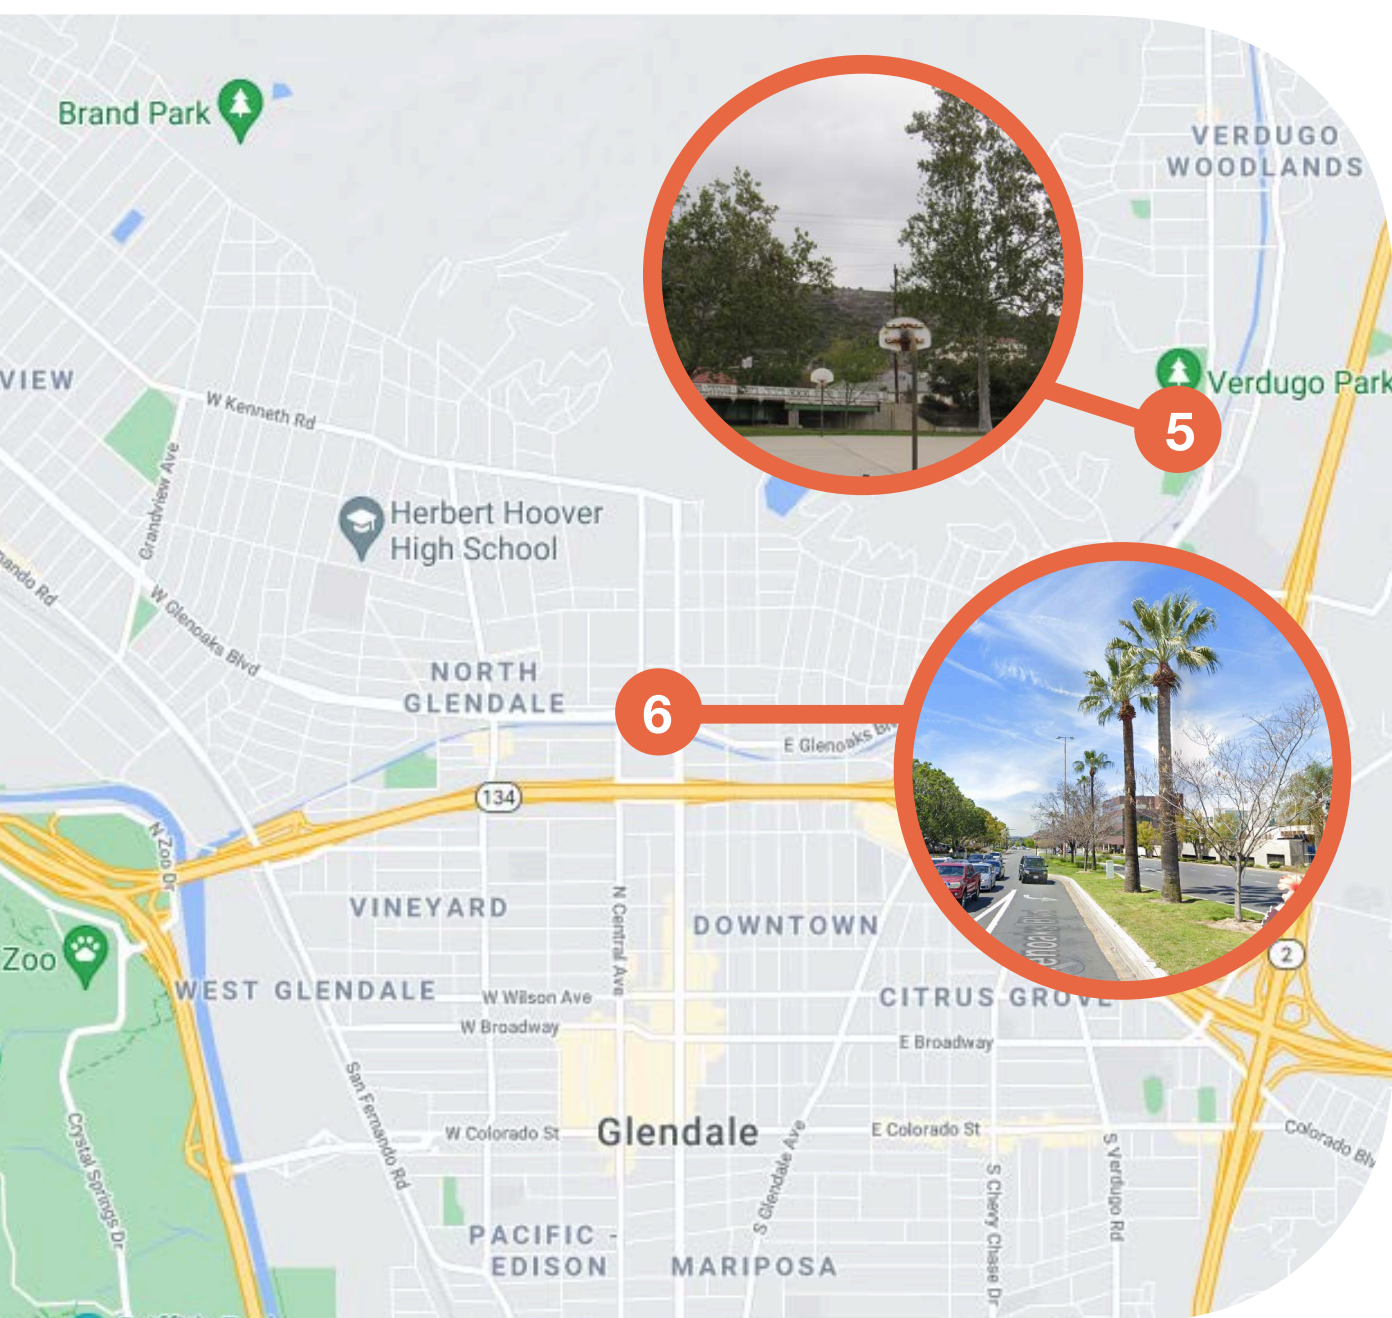 Brand Park
VERDUGO
WOODLANDS
VIEW
Verdugo Park
W Kenneth Rd
5
Grandview Ave
Herbert Hoover
High School
nando Rd
W Glenoaks Blvd
NORTH
GLENDALE
6
E Glenoaks
134
N Zoo Dr
VINEYARD
N Central Ave
DOWNTOWN
Zoo
2
WEST GLENDALE
W Wilson Ave
CITRUS GROVE
W Broadway
E Broadway
San Fernando Rd
Crystal Springs Dr
Glendale
W Colorado St
E Colorado St
Colorado Blv
S Glendale Ave
S Verdugo Rd
S Chevy Chase Dr
PACIFIC -
EDISON
MARIPOSA